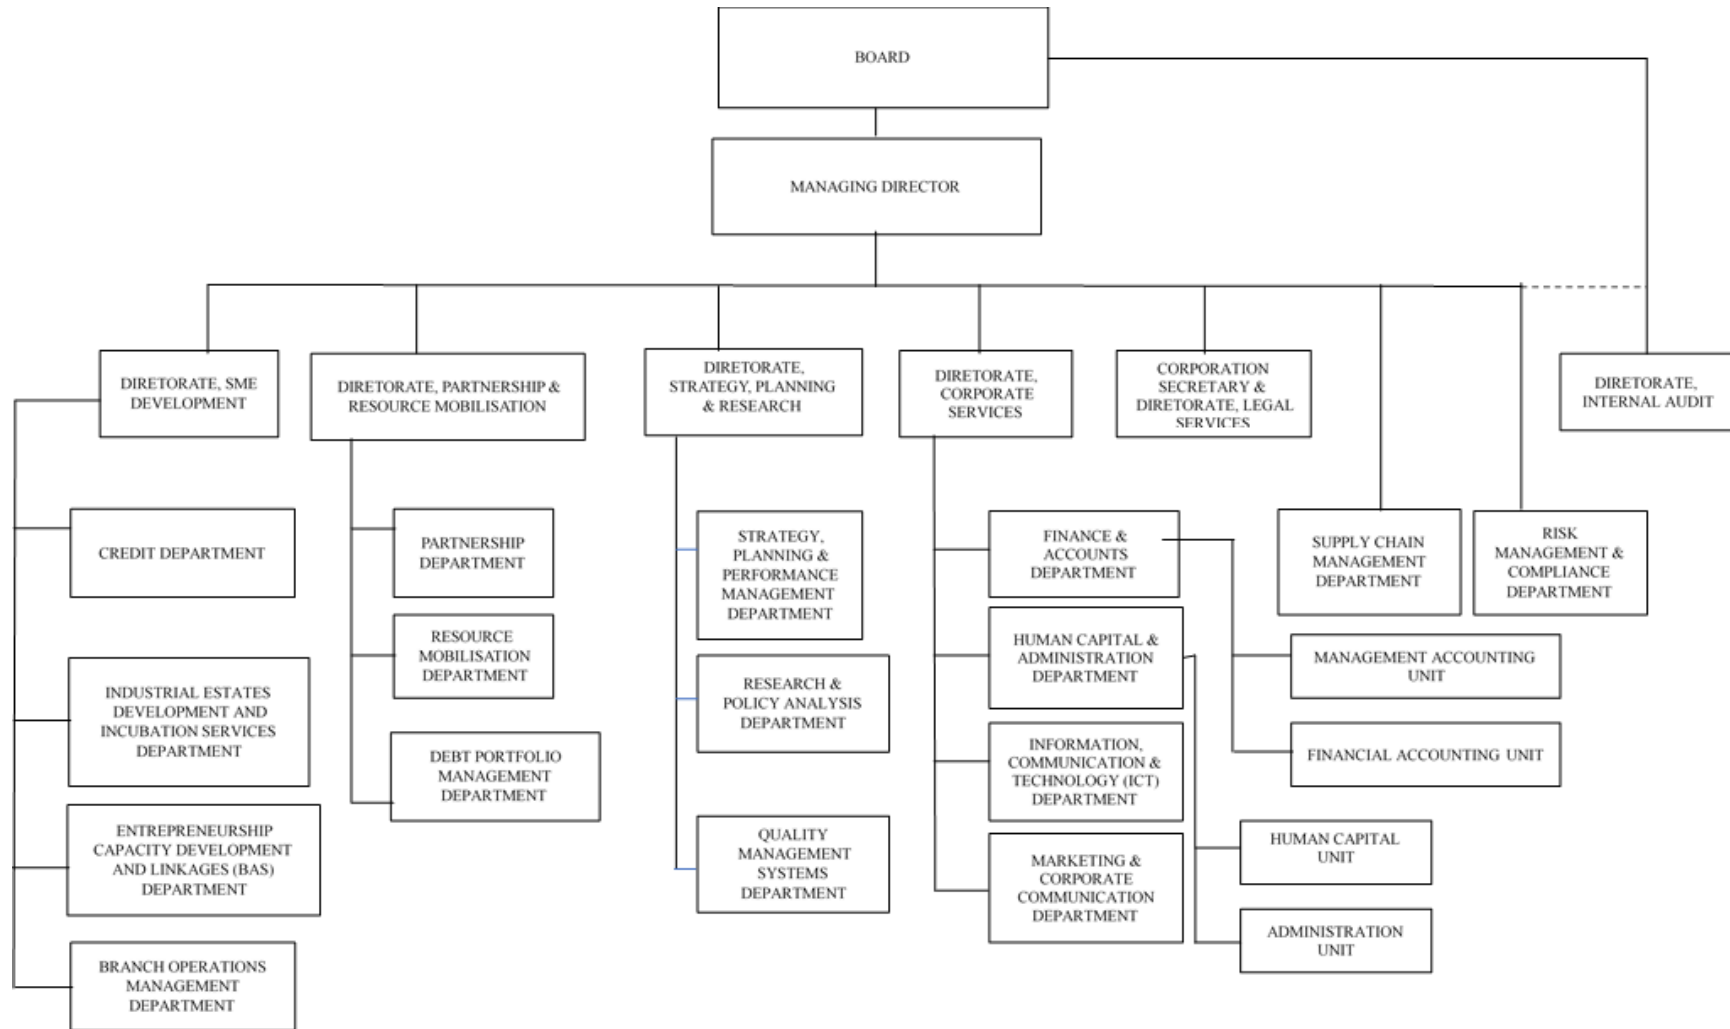 BOARD
MANAGING DIRECTOR
DIRETORATE, SME
DEVELOPMENT
DIRETORATE, PARTNERSHIP &
RESOURCE MOBILISATION
DIRETORATE,
STRATEGY, PLANNING
& RESEARCH
DIRETORATE,
CORPORATE
SERVICES
CORPORATION
SECRETARY &
DIRETORATE, LEGAL
SERVICES
DIRETORATE,
INTERNAL AUDIT
CREDIT DEPARTMENT
INDUSTRIAL ESTATES
DEVELOPMENT AND
INCUBATION SERVICES
DEPARTMENT
ENTREPRENEURSHIP
CAPACITY DEVELOPMENT
AND LINKAGES (BAS)
DEPARTMENT
BRANCH OPERATIONS
MANAGEMENT
DEPARTMENT
PARTNERSHIP
DEPARTMENT
RESOURCE
MOBILISATION
DEPARTMENT
DEBT PORTFOLIO
MANAGEMENT
DEPARTMENT
STRATEGY,
PLANNING &
PERFORMANCE
MANAGEMENT
DEPARTMENT
RESEARCH &
POLICY ANALYSIS
DEPARTMENT
QUALITY
MANAGEMENT
SYSTEMS
DEPARTMENT
FINANCE &
ACCOUNTS
DEPARTMENT
HUMAN CAPITAL &
ADMINISTRATION
DEPARTMENT
INFORMATION,
COMMUNICATION &
TECHNOLOGY (ICT)
DEPARTMENT
MARKETING &
CORPORATE
COMMUNICATION
DEPARTMENT
SUPPLY CHAIN
MANAGEMENT
DEPARTMENT
RISK
MANAGEMENT &
COMPLIANCE
DEPARTMENT
MANAGEMENT ACCOUNTING
UNIT
FINANCIAL ACCOUNTING UNIT
HUMAN CAPITAL
UNIT
ADMINISTRATION
UNIT